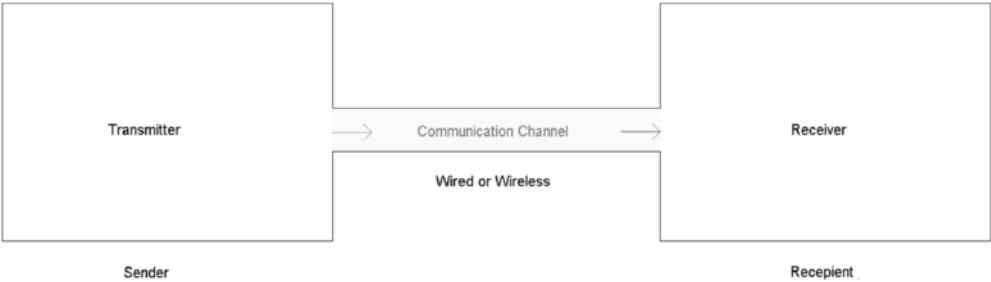 Transmitter
Communication Channel
Receiver
Wired or Wireless
Sender
Recepient